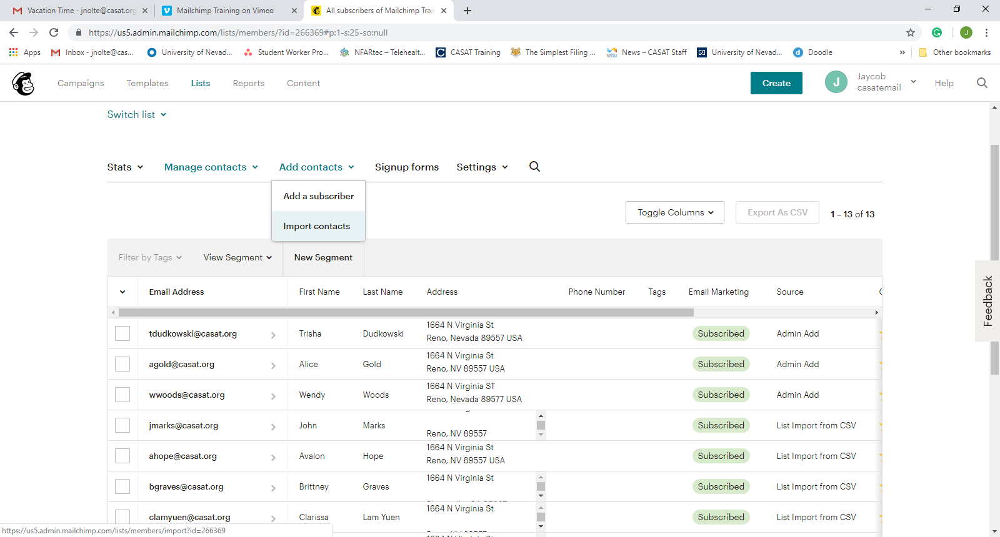 Vacation Time - jnolte@casat.org
Mailchimp Training on Vimeo
All subscribers of Mailchimp Trai
https://us5.admin.mailchimp.com/lists/members/?id=266369#p:1-s:25-so:null
J
Apps
Inbox - jnolte@cas...
University of Nevad...
Student Worker Pro...
NFARtec – Telehealt...
CASAT Training
The Simplest Filing ...
News – CASAT Staff
University of Nevad...
Doodle
»
Other bookmarks
Campaigns
Templates
Lists
Reports
Content
Create
J
Jaycob
casatemail
Help
Switch list
Stats
Manage contacts
Add contacts
Signup forms
Settings
Add a subscriber
Import contacts
Toggle Columns
Export As CSV
1 – 13 of 13
Filter by Tags
View Segment
New Segment
Email Address First Name Last Name Address Phone Number Tags Email Marketing Source
tdudkowski@casat.org Trisha Dudkowski 1664 N Virginia St Subscribed Admin Add
Reno, Nevada 89557 USA
agold@casat.org Alice Gold 1664 N Virginia St Subscribed Admin Add
Reno, NV 89557 USA
wwoods@casat.org Wendy Woods 1664 N Virginia ST Subscribed Admin Add
Reno, Nevada 89577 USA
jmarks@casat.org John Marks Reno, NV 89557 Subscribed List Import from CSV
ahope@casat.org Avalon Hope 1664 N Virginia St Subscribed List Import from CSV
Reno, NV 89557 USA
bgraves@casat.org Brittney Graves 1664 N Virginia St Subscribed List Import from CSV
clamyuen@casat.org Clarissa Lam Yuen 1664 N Virginia St Subscribed List Import from CSV
Feedback
https://us5.admin.mailchimp.com/lists/members/import?id=266369